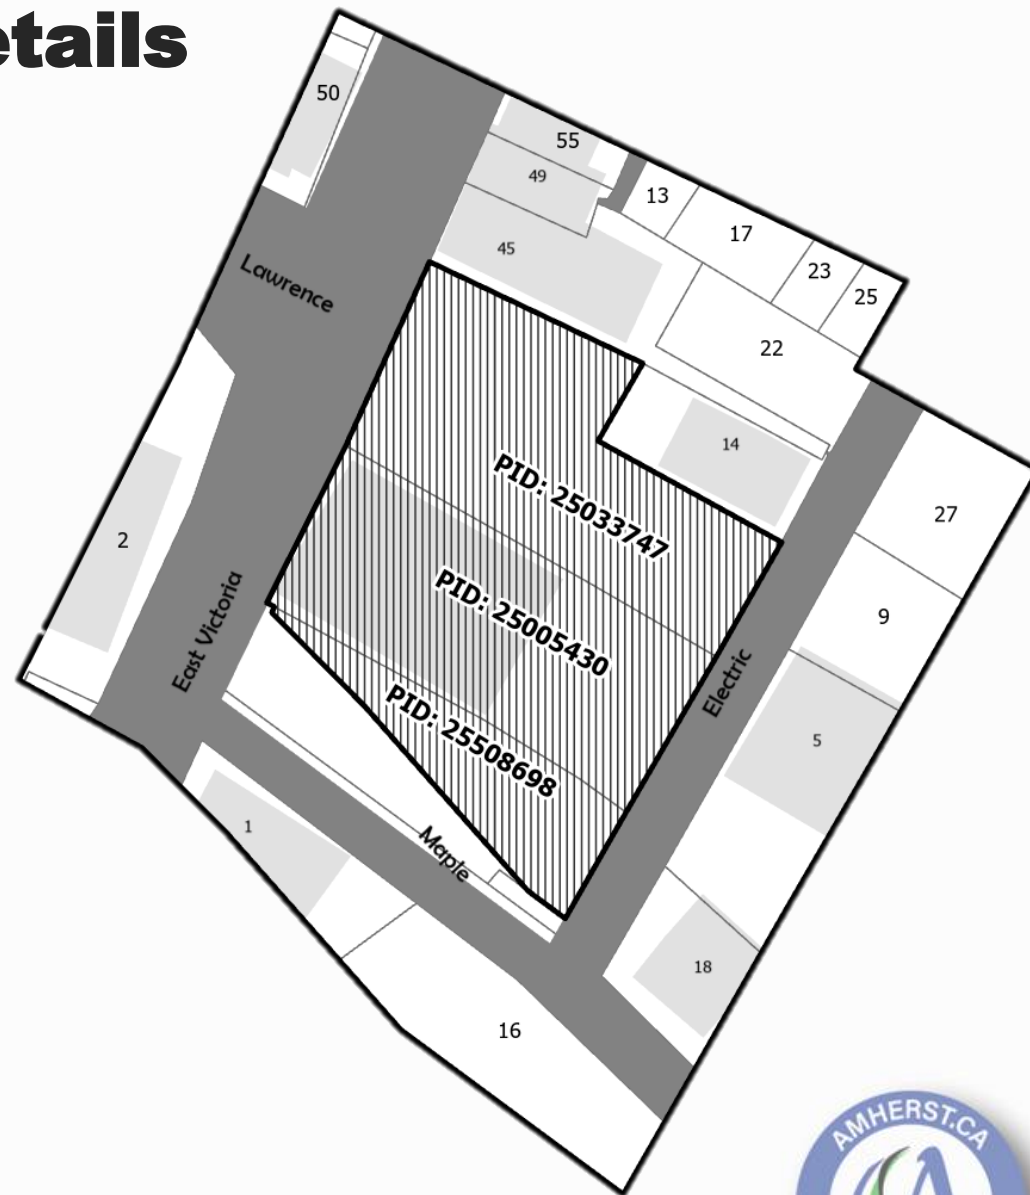 etails
50
55
49
13
17
45
23
25
Lawrence
22
14
PID: 25033747
27
2
PID: 25005430
East Victoria
9
Electric
PID: 25508698
5
1
Maple
18
16
AMHERST.CA